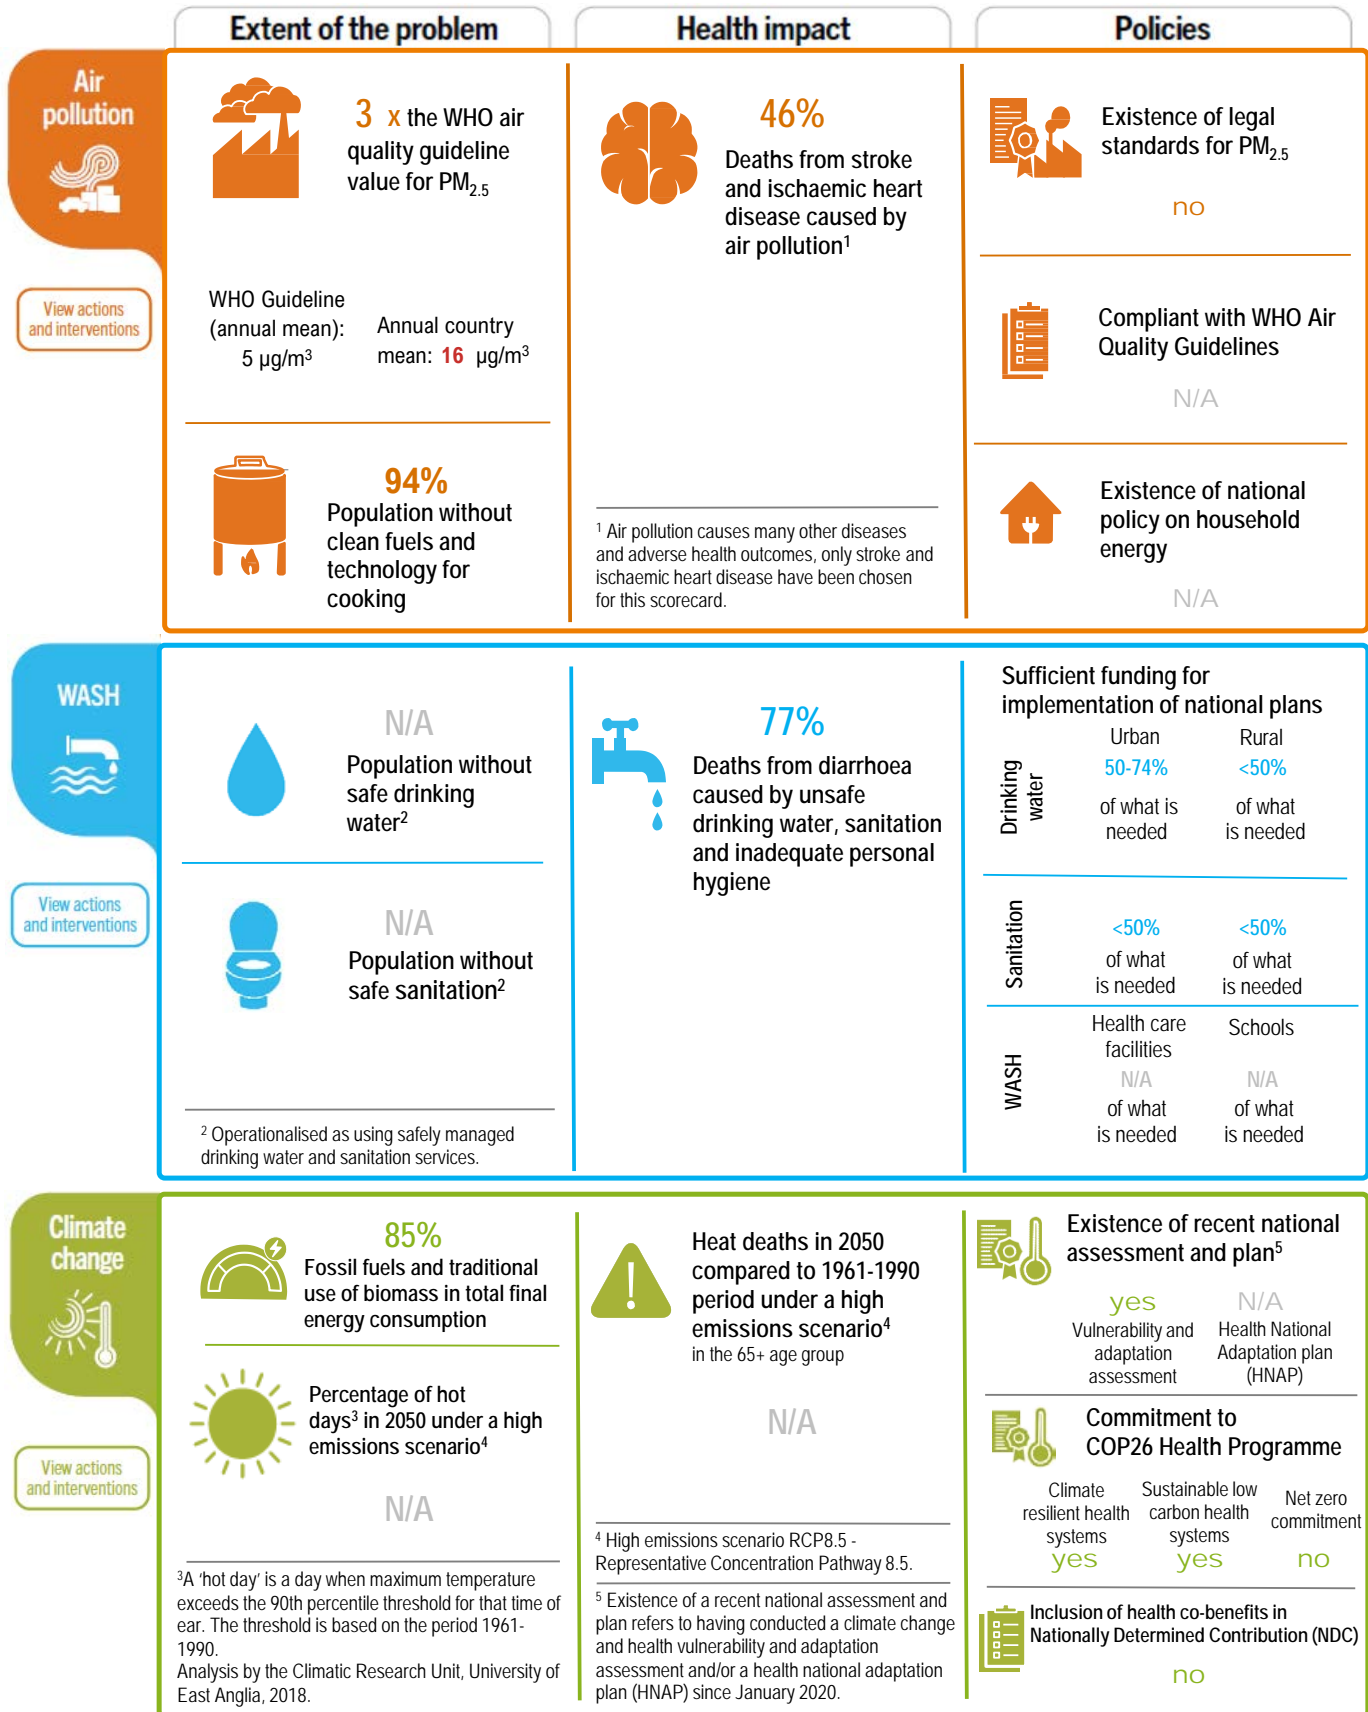 Extent of the problem
Health impact
Policies
Air
pollution
View actions
and interventions
3 x the WHO air
quality guideline
value for PM2.5
WHO Guideline
(annual mean):
5 µg/m³
Annual country
mean: 16 µg/m³
94%
Population without
clean fuels and
technology for
cooking
46%
Deaths from stroke
and ischaemic heart
disease caused by
air pollution¹
¹ Air pollution causes many other diseases
and adverse health outcomes, only stroke and
ischaemic heart disease have been chosen
for this scorecard.
Existence of legal
standards for PM2.5
no
Compliant with WHO Air
Quality Guidelines
N/A
Existence of national
policy on household
energy
N/A
WASH
View actions
and interventions
N/A
Population without
safe drinking
water²
N/A
Population without
safe sanitation²
² Operationalised as using safely managed
drinking water and sanitation services.
77%
Deaths from diarrhoea
caused by unsafe
drinking water, sanitation
and inadequate personal
hygiene
Sufficient funding for
implementation of national plans
Urban
Rural
Drinking
water
50-74%
<50%
of what is
needed
of what
is needed
Sanitation
<50%
<50%
of what
is needed
of what
is needed
WASH
Health care
facilities
Schools
N/A
N/A
of what
is needed
of what
is needed
Climate
change
View actions
and interventions
85%
Fossil fuels and traditional
use of biomass in total final
energy consumption
Percentage of hot
days³ in 2050 under a high
emissions scenario⁴
N/A
³A 'hot day' is a day when maximum temperature
exceeds the 90th percentile threshold for that time of
ear. The threshold is based on the period 1961-
1990.
Analysis by the Climatic Research Unit, University of
East Anglia, 2018.
Heat deaths in 2050
compared to 1961-1990
period under a high
emissions scenario⁴
in the 65+ age group
N/A
⁴ High emissions scenario RCP8.5 -
Representative Concentration Pathway 8.5.
⁵ Existence of a recent national assessment and
plan refers to having conducted a climate change
and health vulnerability and adaptation
assessment and/or a health national adaptation
plan (HNAP) since January 2020.
Existence of recent national
assessment and plan⁵
yes
Vulnerability and
adaptation
assessment
N/A
Health National
Adaptation plan
(HNAP)
Commitment to
COP26 Health Programme
Climate
resilient health
systems
yes
Sustainable low
carbon health
systems
yes
Net zero
commitment
no
Inclusion of health co-benefits in
Nationally Determined Contribution (NDC)
no